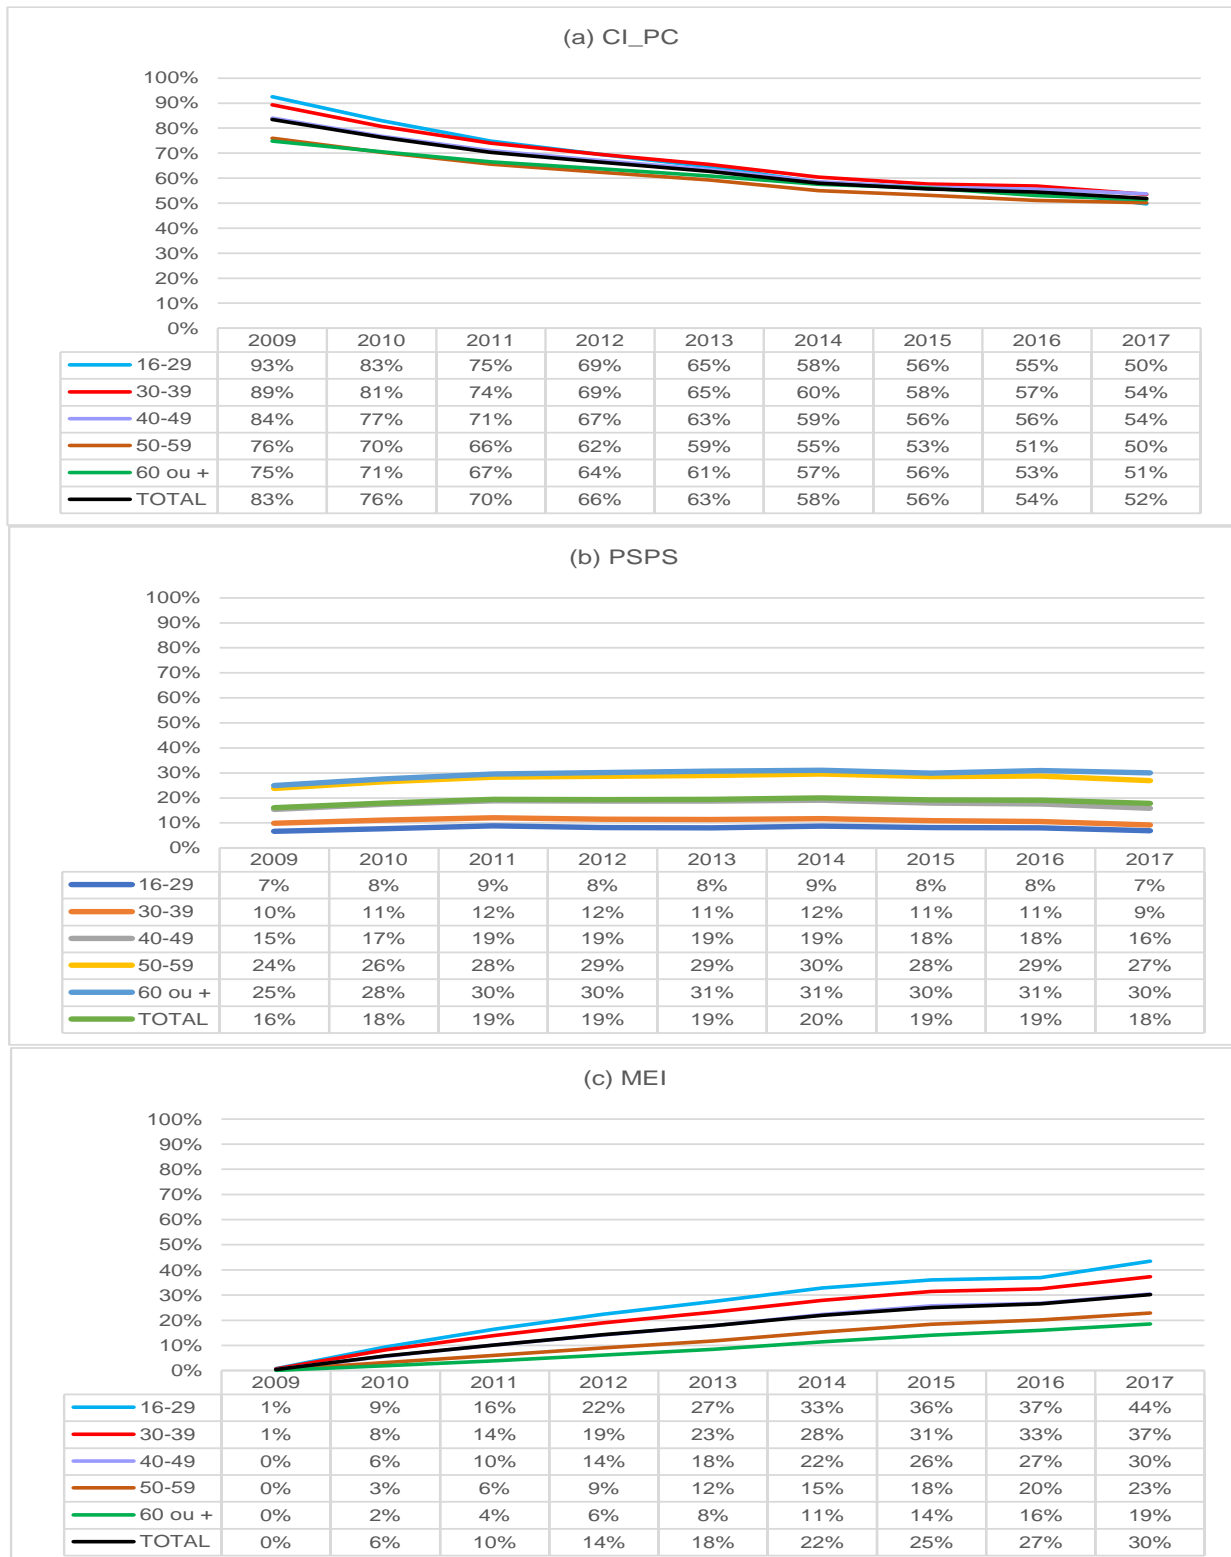 (a) CI_PC
100%
90%
80%
70%
60%
50%
40%
30%
20%
10%
0%
2009 2010 2011 2012 2013 2014 2015 2016 2017
16-29 93% 83% 75% 69% 65% 58% 56% 55% 50%
30-39 89% 81% 74% 69% 65% 60% 58% 57% 54%
40-49 84% 77% 71% 67% 63% 59% 56% 56% 54%
50-59 76% 70% 66% 62% 59% 55% 53% 51% 50%
60 ou + 75% 71% 67% 64% 61% 57% 56% 53% 51%
TOTAL 83% 76% 70% 66% 63% 58% 56% 54% 52%
(b) PSPS
100%
90%
80%
70%
60%
50%
40%
30%
20%
10%
0%
2009 2010 2011 2012 2013 2014 2015 2016 2017
16-29 7% 8% 9% 8% 8% 9% 8% 8% 7%
30-39 10% 11% 12% 12% 11% 12% 11% 11% 9%
40-49 15% 17% 19% 19% 19% 19% 18% 18% 16%
50-59 24% 26% 28% 29% 29% 30% 28% 29% 27%
60 ou + 25% 28% 30% 30% 31% 31% 30% 31% 30%
TOTAL 16% 18% 19% 19% 19% 20% 19% 19% 18%
(c) MEI
100%
90%
80%
70%
60%
50%
40%
30%
20%
10%
0%
2009 2010 2011 2012 2013 2014 2015 2016 2017
16-29 1% 9% 16% 22% 27% 33% 36% 37% 44%
30-39 1% 8% 14% 19% 23% 28% 31% 33% 37%
40-49 0% 6% 10% 14% 18% 22% 26% 27% 30%
50-59 0% 3% 6% 9% 12% 15% 18% 20% 23%
60 ou + 0% 2% 4% 6% 8% 11% 14% 16% 19%
TOTAL 0% 6% 10% 14% 18% 22% 25% 27% 30%